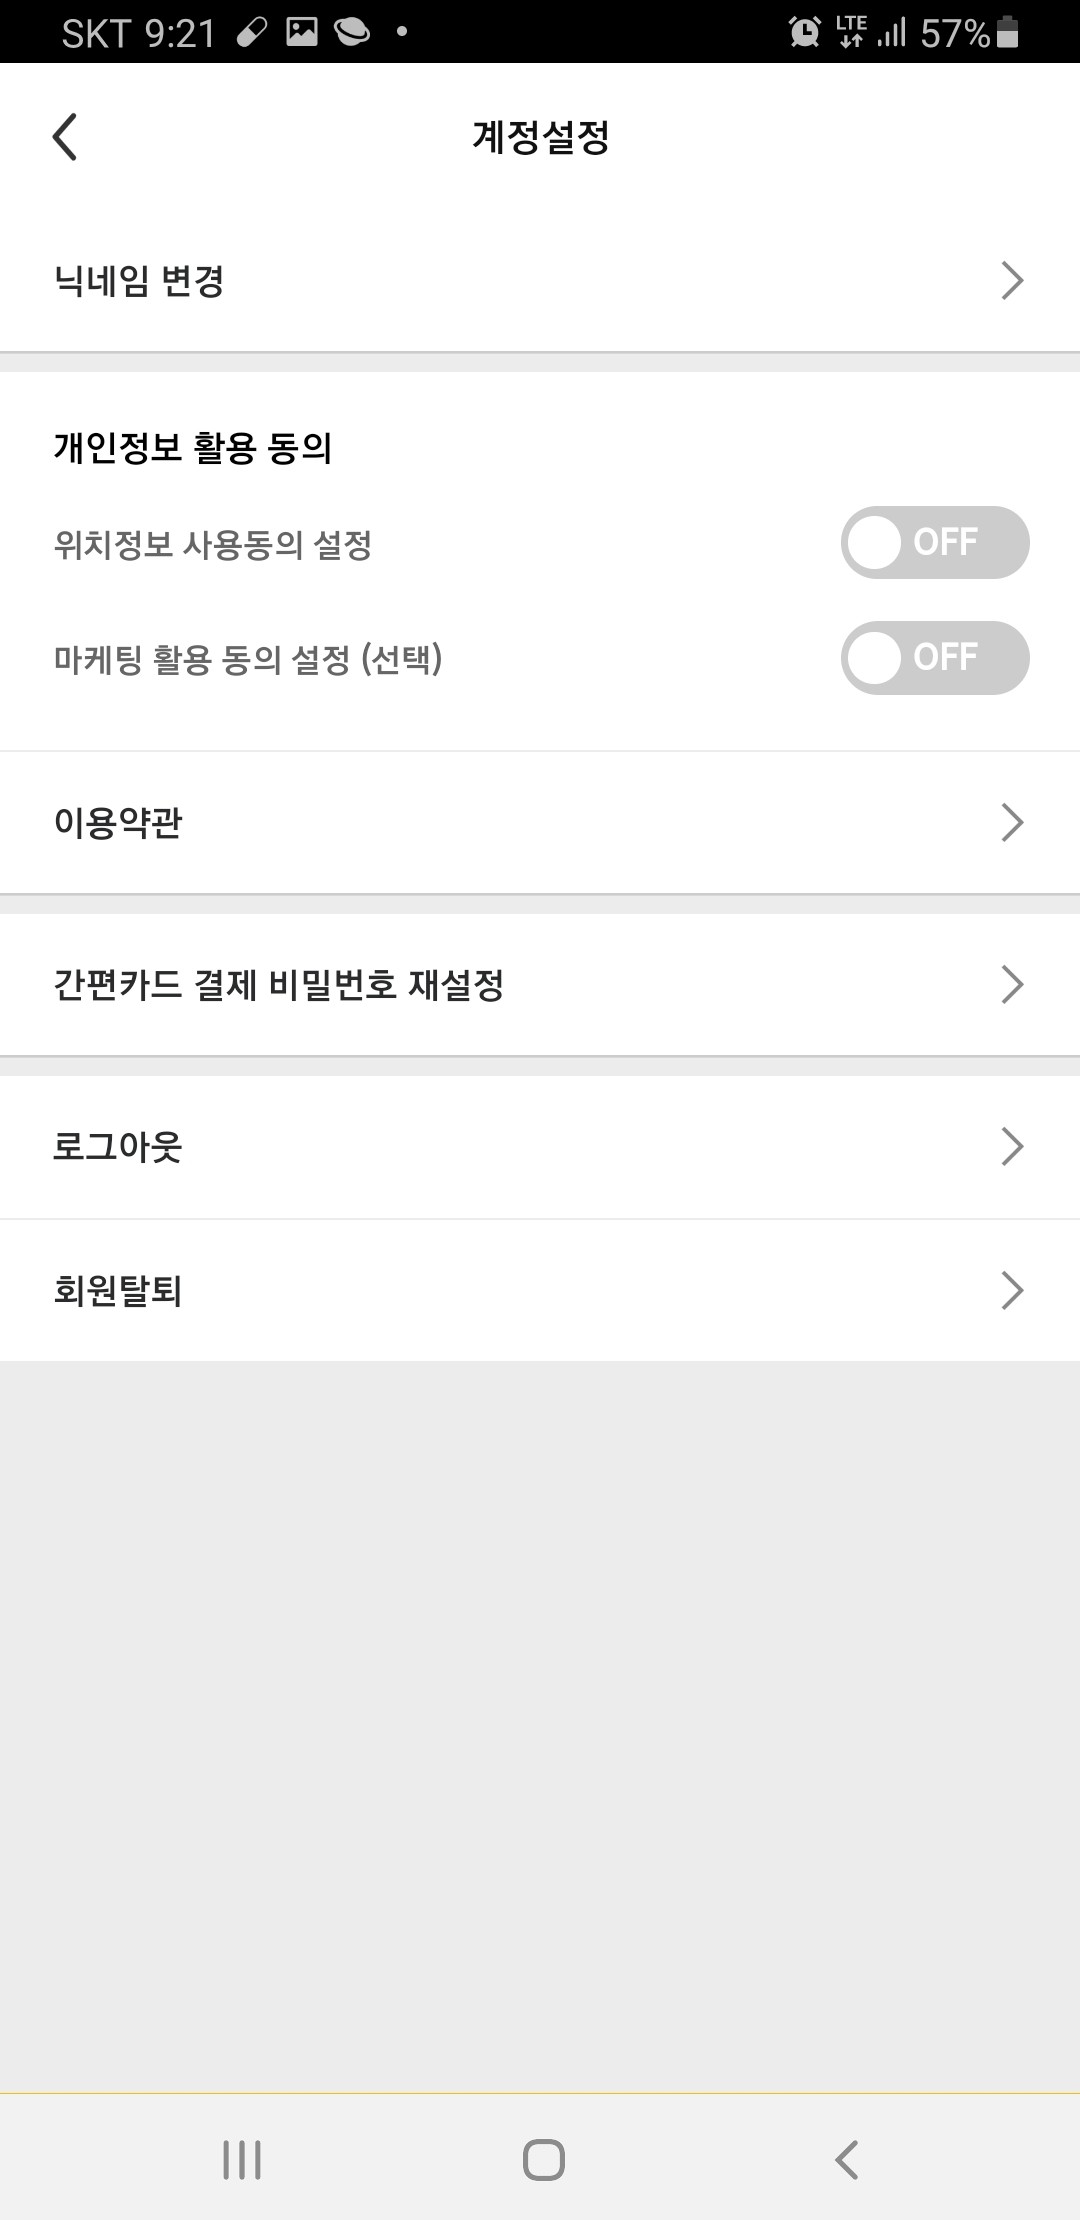 SKT 9:21
LTE
57%
계정설정
닉네임 변경
개인정보 활용 동의
위치정보 사용동의 설정
OFF
마케팅 활용 동의 설정 (선택)
OFF
이용약관
간편카드 결제 비밀번호 재설정
로그아웃
회원탈퇴